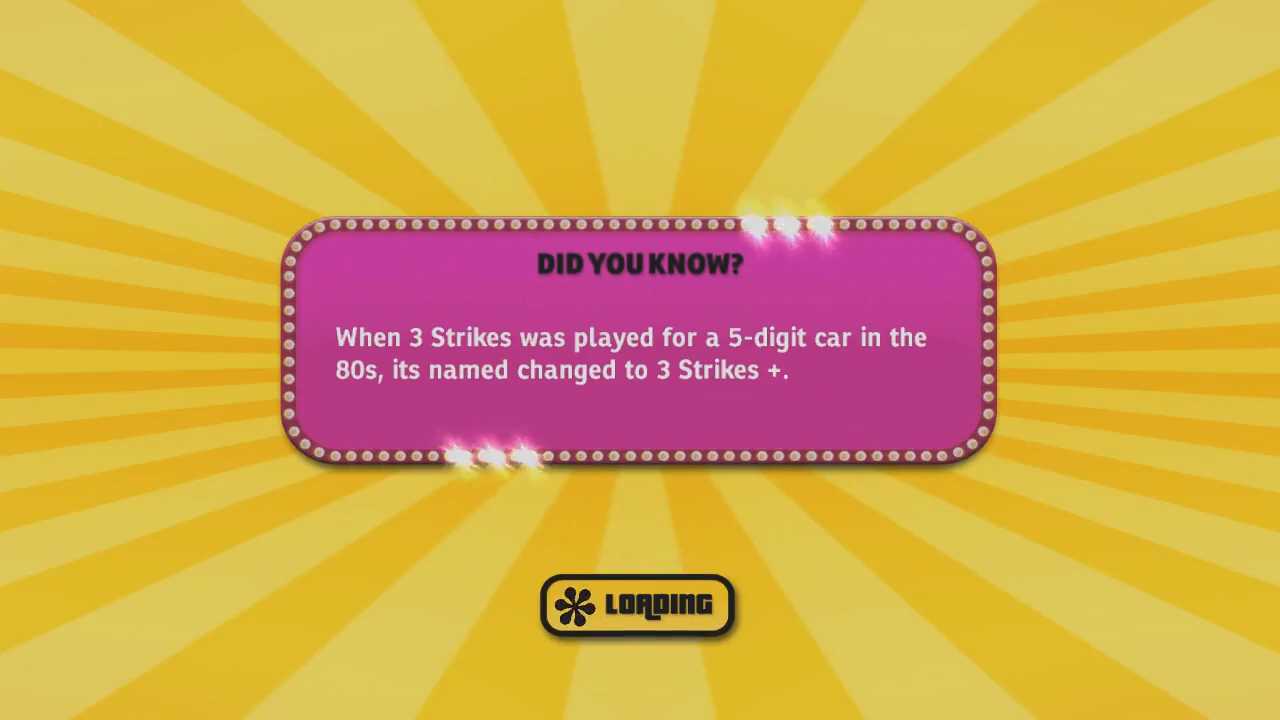 DID YOU KNOW?
When 3 Strikes was played for a 5-digit car in the
80s, its named changed to 3 Strikes +.
LOADING